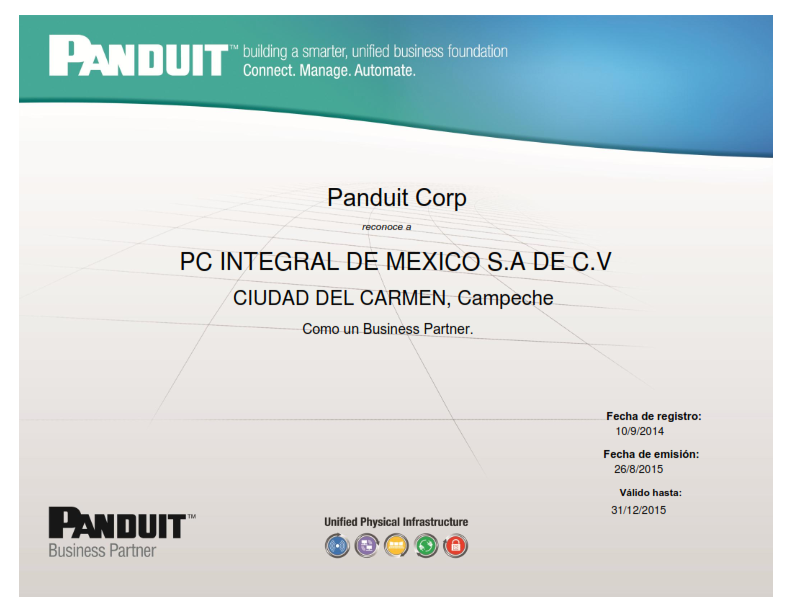 PANDUIT™ building a smarter, unified business foundation
Connect. Manage. Automate.
Panduit Corp
reconoce a
PC INTEGRAL DE MEXICO S.A DE C.V
CIUDAD DEL CARMEN, Campeche
Como un Business Partner.
Fecha de registro:
10/9/2014
Fecha de emisión:
26/8/2015
Válido hasta:
31/12/2015
PANDUIT™
Business Partner
Unified Physical Infrastructure